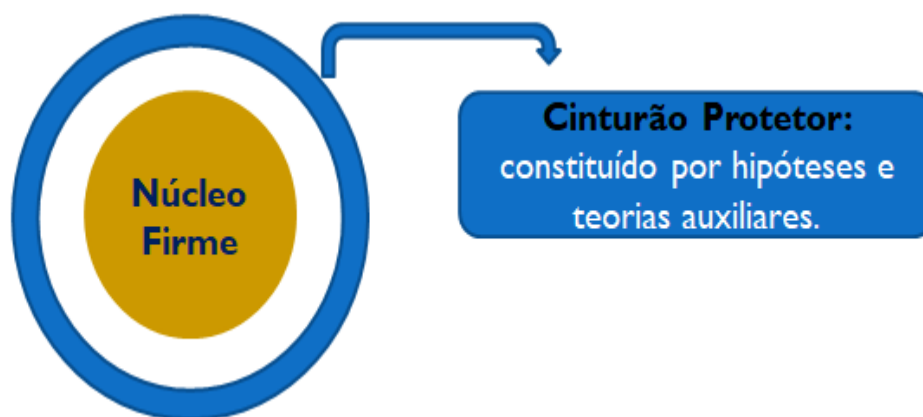 Núcleo
Firme
Cinturão Protetor:
constituído por hipóteses e
teorias auxiliares.